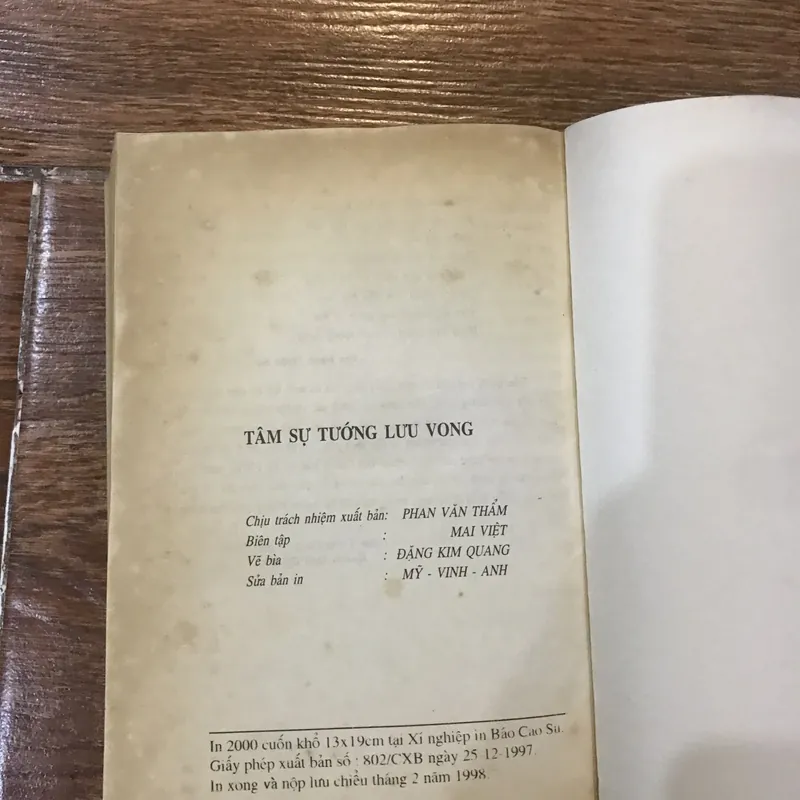 TÂM SỰ TƯỚNG LƯU VONG
Chịu trách nhiệm xuất bản: PHAN VĂN THẨM
Biên tập : MAI VIỆT
Vẽ bìa : ĐẶNG KIM QUANG
Sửa bản in : MỸ - VINH - ANH
In 2000 cuốn khổ 13x19cm tại Xí nghiệp in Báo Cao Su.
Giấy phép xuất bản số : 802/CXB ngày 25-12-1997.
In xong và nộp lưu chiểu tháng 2 năm 1998.